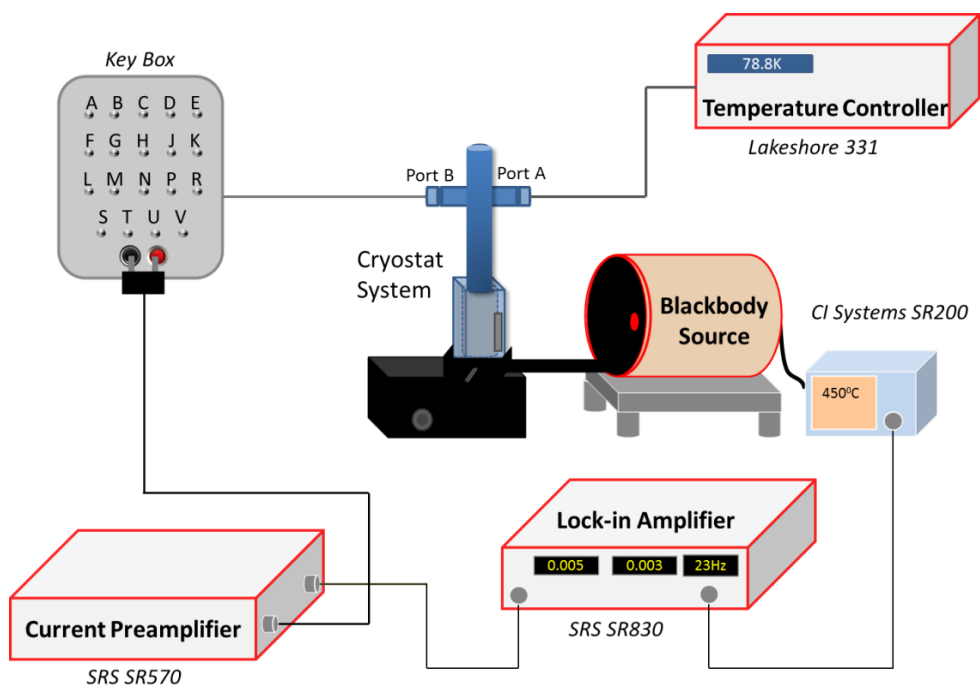 Key Box
A B C D E
F G H J K
L M N P R
S T U V
78.8K
Temperature Controller
Lakeshore 331
Port B
Port A
Cryostat
System
Blackbody
Source
CI Systems SR200
450⁰C
Lock-in Amplifier
0.005
0.003
23Hz
SRS SR830
Current Preamplifier
SRS SR570